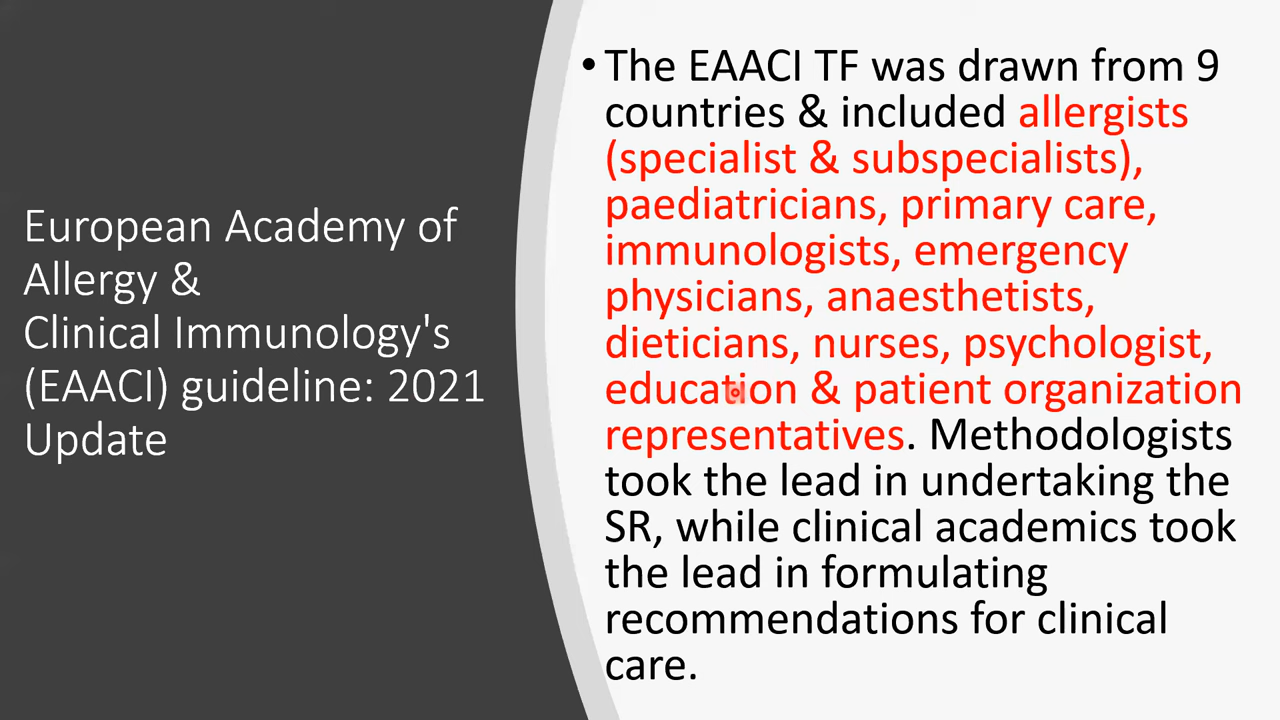 European Academy of
Allergy &
Clinical Immunology's
(EAACI) guideline: 2021
Update
• The EAACI TF was drawn from 9
countries & included allergists
(specialist & subspecialists),
paediatricians, primary care,
immunologists, emergency
physicians, anaesthetists,
dieticians, nurses, psychologist,
education & patient organization
representatives. Methodologists
took the lead in undertaking the
SR, while clinical academics took
the lead in formulating
recommendations for clinical
care.